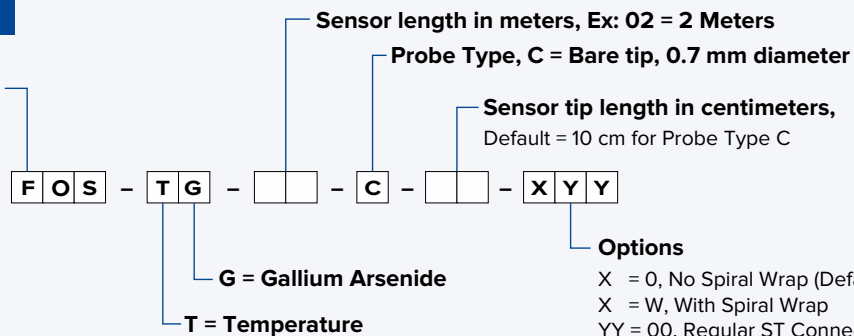 Sensor length in meters, Ex: 02 = 2 Meters
Probe Type, C = Bare tip, 0.7 mm diameter
Sensor tip length in centimeters,
Default = 10 cm for Probe Type C
F O S – T G – – C – – X Y Y
Options
G = Gallium Arsenide
X = 0, No Spiral Wrap
X = W, With Spiral Wrap
T = Temperature
YY = 00, Regular ST